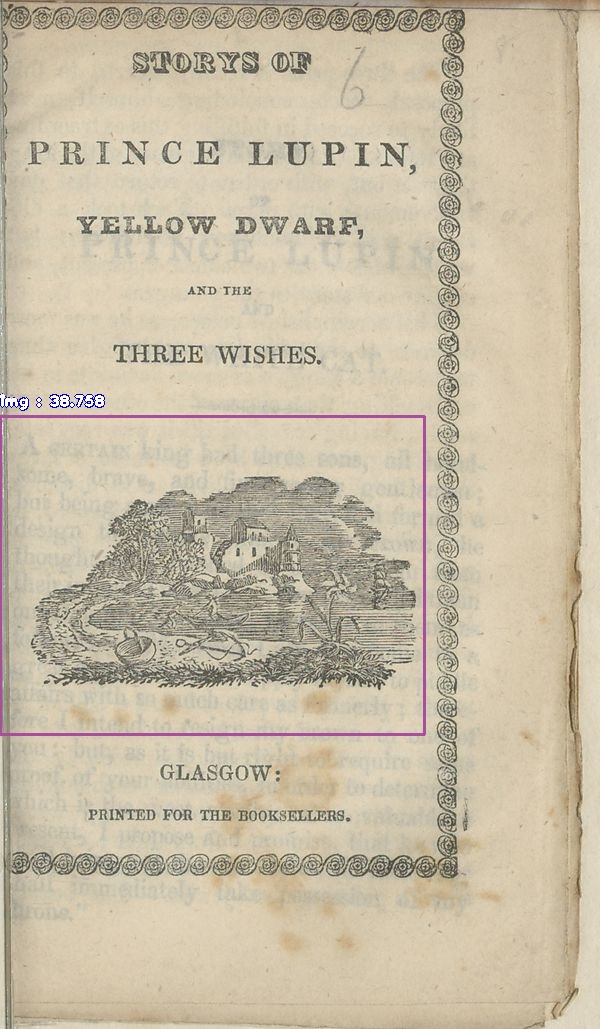 STORYS OF
6
PRINCE LUPIN,
YELLOW DWARF,
AND THE
THREE WISHES.
img : 38.758
GLASGOW:
PRINTED FOR THE BOOKSELLERS.